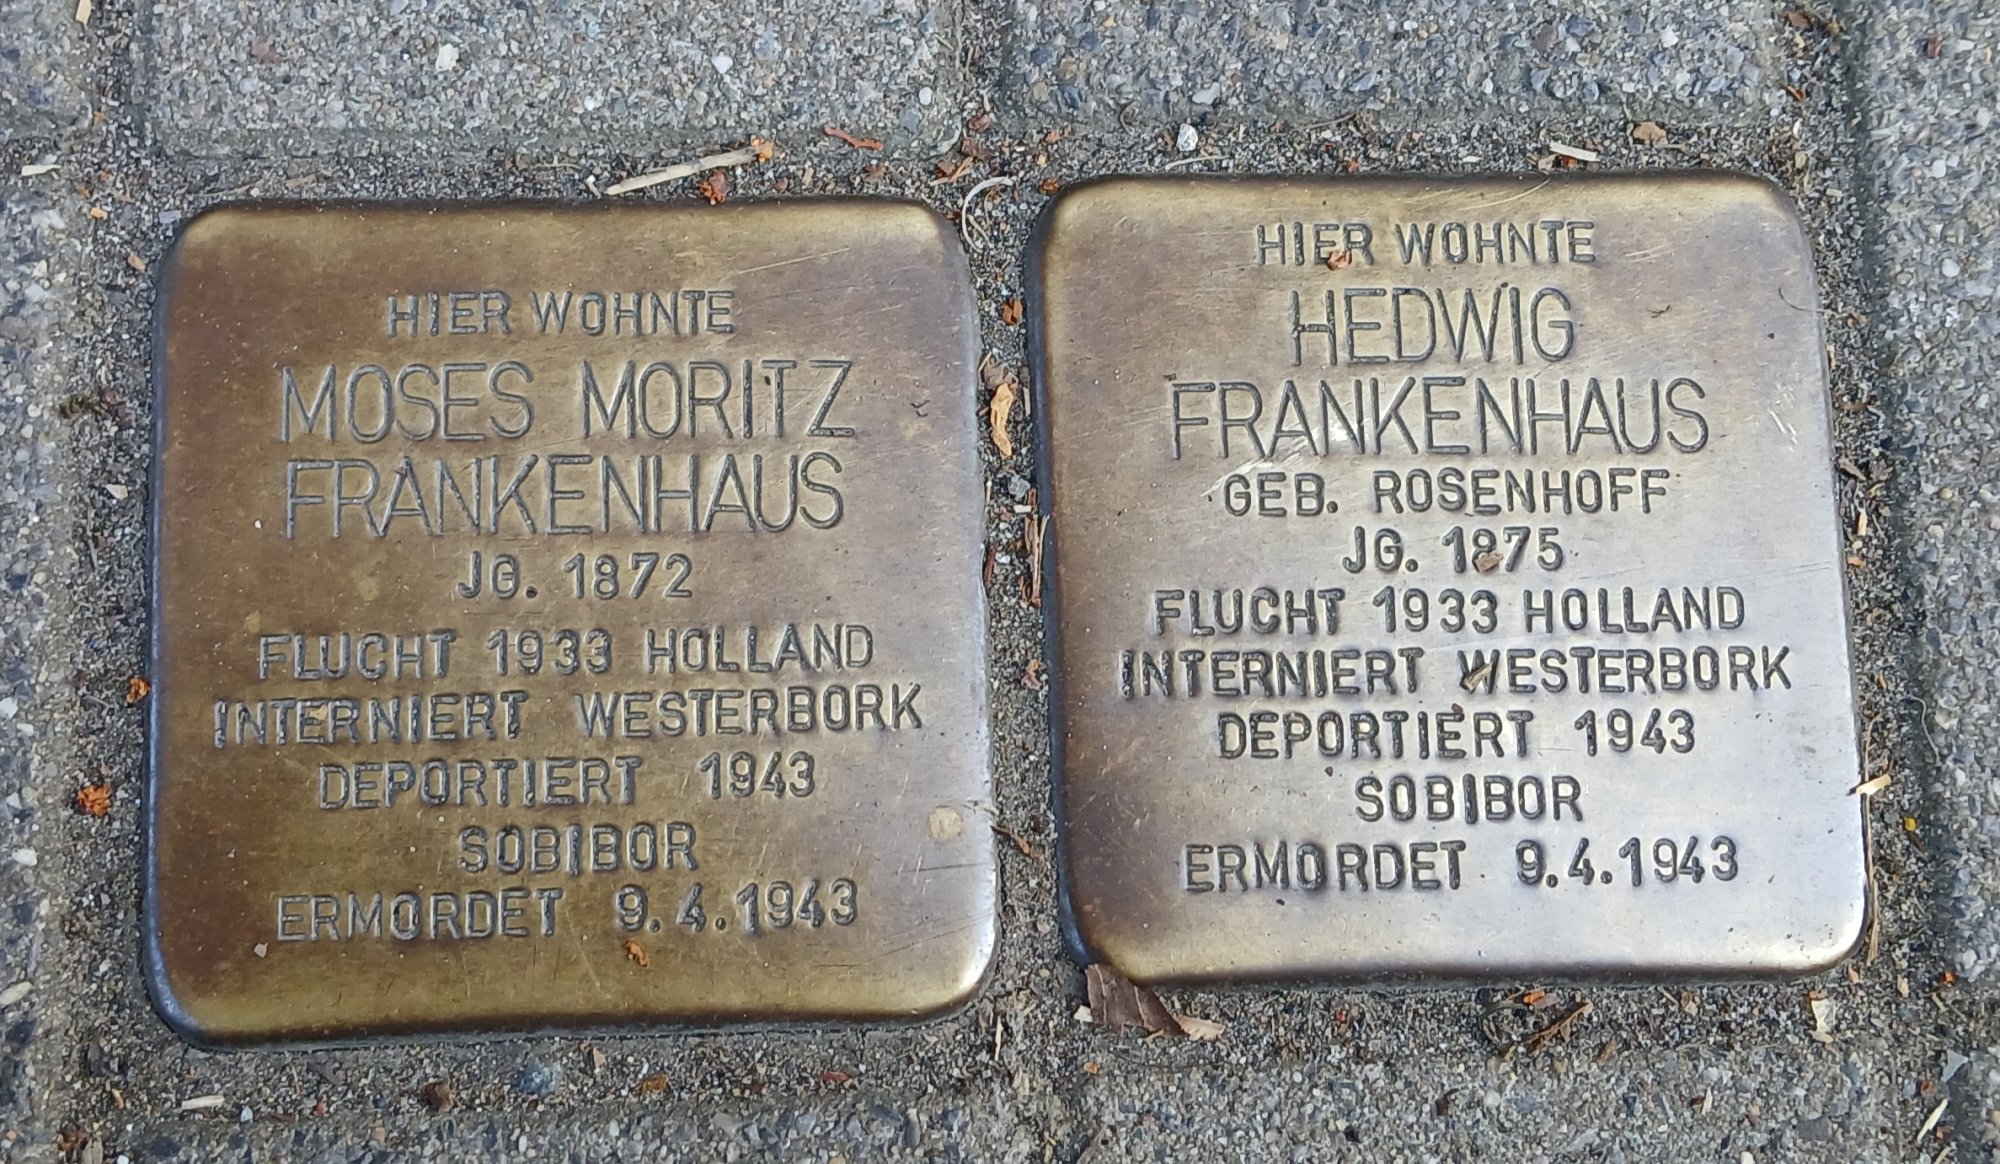 HIER WOHNTE
MOSES MORITZ
FRANKENHAUS
JG. 1872
FLUCHT 1933 HOLLAND
INTERNIERT WESTERBORK
DEPORTIERT 1943
SOBIBOR
ERMORDET 9.4.1943
HIER WOHNTE
HEDWIG
FRANKENHAUS
GEB. ROSENHOFF
JG. 1875
FLUCHT 1933 HOLLAND
INTERNIERT WESTERBORK
DEPORTIERT 1943
SOBIBOR
ERMORDET 9.4.1943